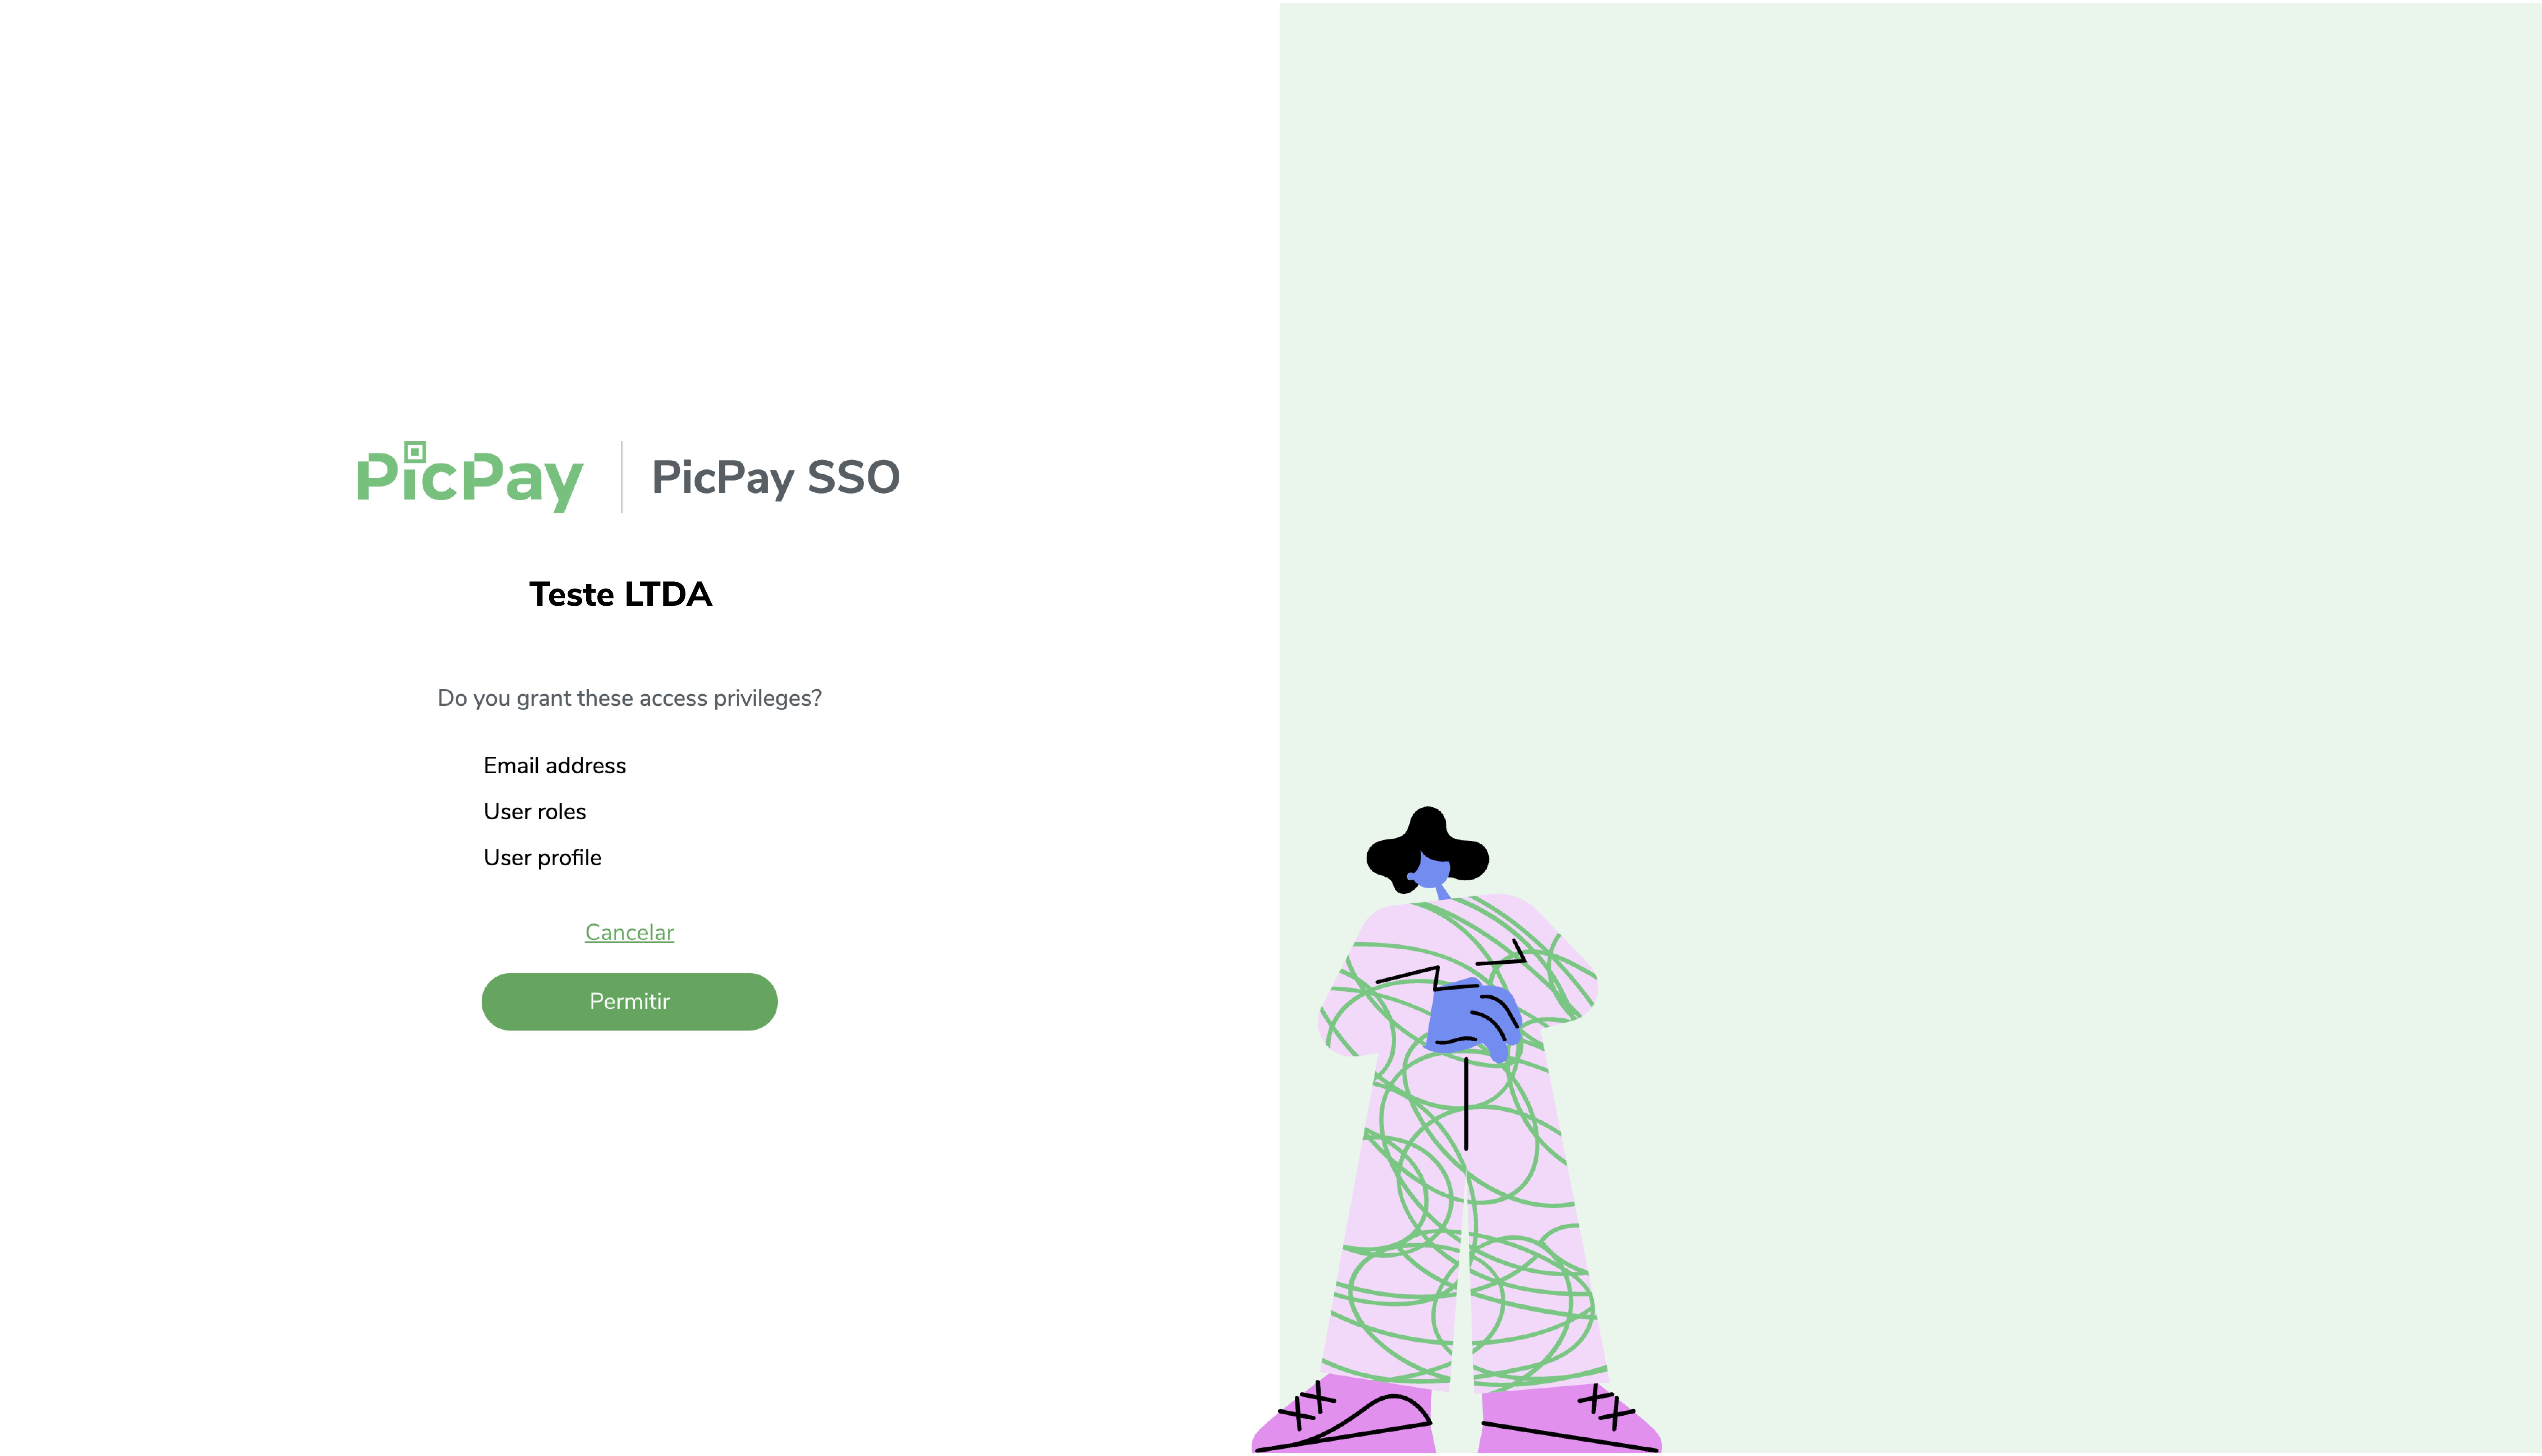 PicPay PicPay SSO
Teste LTDA
Do you grant these access privileges?
Email address
User roles
User profile
Cancelar
Permitir